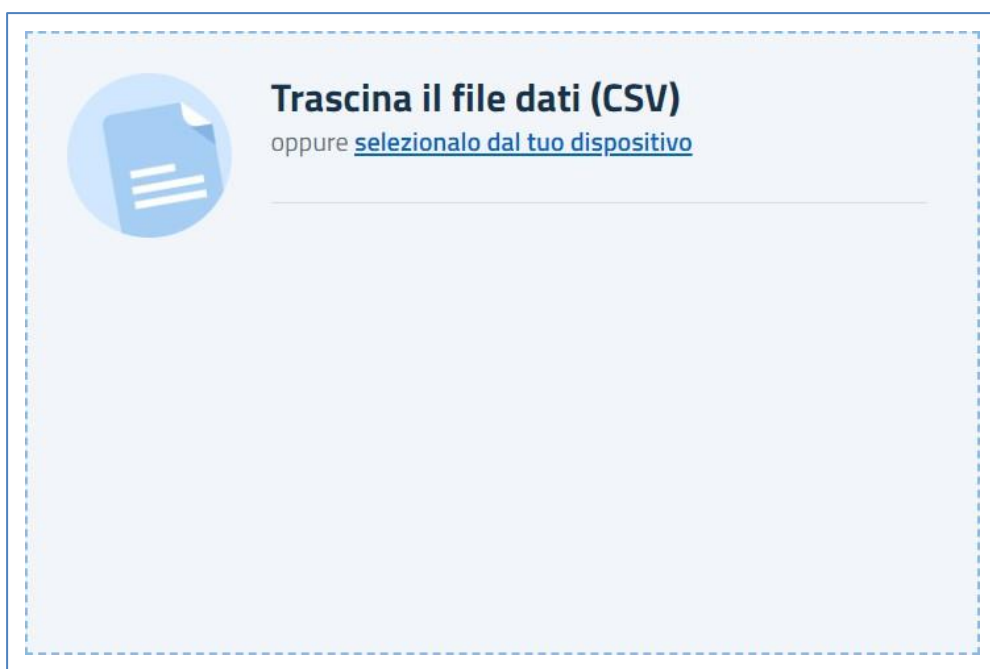 Trascina il file dati (CSV)
oppure selezionalo dal tuo dispositivo